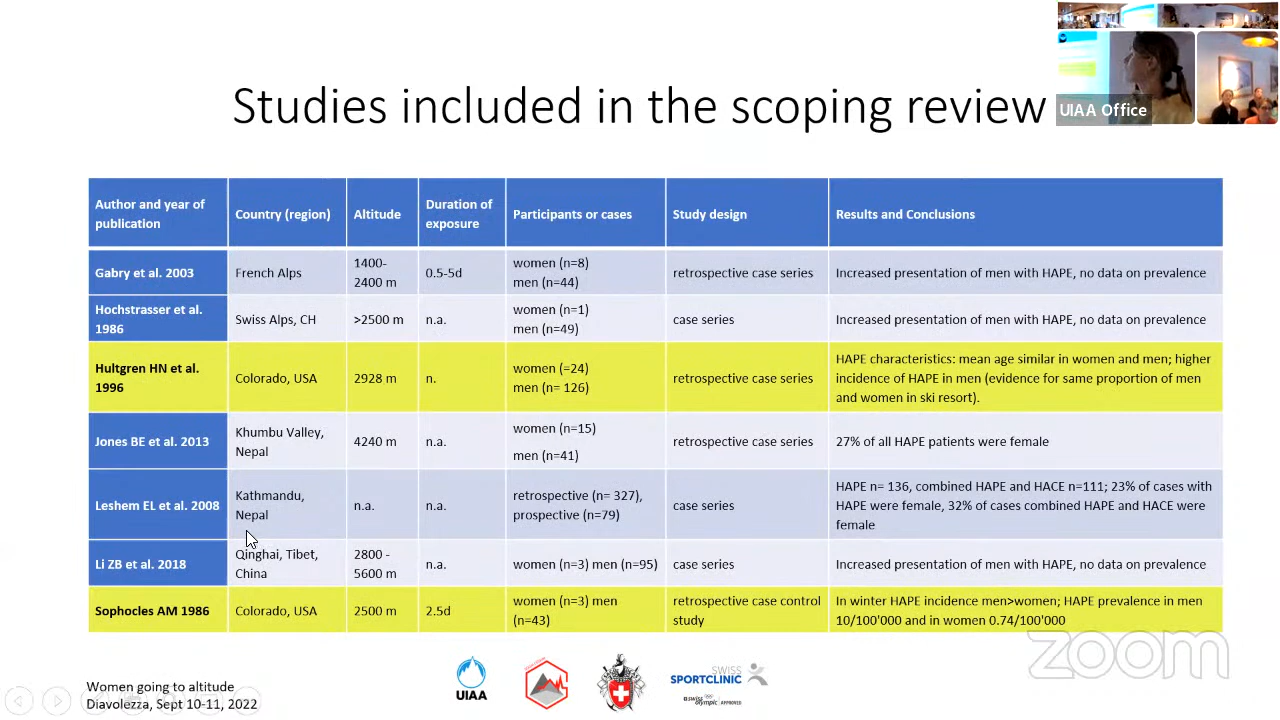 UIAA Office
Studies included in the scoping review
Author and year of
publication
Country (region)
Altitude
Duration of
exposure
Participants or cases
Study design
Results and Conclusions
Gabry et al. 2003
French Alps
1400-
2400 m
0.5-5d
women (n=8)
men (n=44)
retrospective case series
Increased presentation of men with HAPE, no data on prevalence
Hochstrasser et al.
1986
Swiss Alps, CH
>2500 m
n.a.
women (n=1)
men (n=49)
case series
Increased presentation of men with HAPE, no data on prevalence
Hultgren HN et al.
1996
Colorado, USA
2928 m
n.
women (=24)
men (n= 126)
retrospective case series
HAPE characteristics: mean age similar in women and men; higher
incidence of HAPE in men (evidence for same proportion of men
and women in ski resort).
Jones BE et al. 2013
Khumbu Valley,
Nepal
4240 m
n.a.
women (n=15)
men (n=41)
retrospective case series
27% of all HAPE patients were female
Leshem EL et al. 2008
Kathmandu,
Nepal
n.a.
n.a.
retrospective (n= 327),
prospective (n=79)
case series
HAPE n= 136, combined HAPE and HACE n=111; 23% of cases with
HAPE were female, 32% of cases combined HAPE and HACE were
female
Li ZB et al. 2018
Qinghai, Tibet,
China
2800 -
5600 m
n.a.
women (n=3) men (n=95)
case series
Increased presentation of men with HAPE, no data on prevalence
Sophocles AM 1986
Colorado, USA
2500 m
2.5d
women (n=3) men
(n=43)
retrospective case control
study
In winter HAPE incidence men>women; HAPE prevalence in men
10/100'000 and in women 0.74/100'000
zoom
UIAA
SWISS
SPORTCLINIC
swiss olympic APPROVED
Women going to altitude
Diavolezza, Sept 10-11, 2022